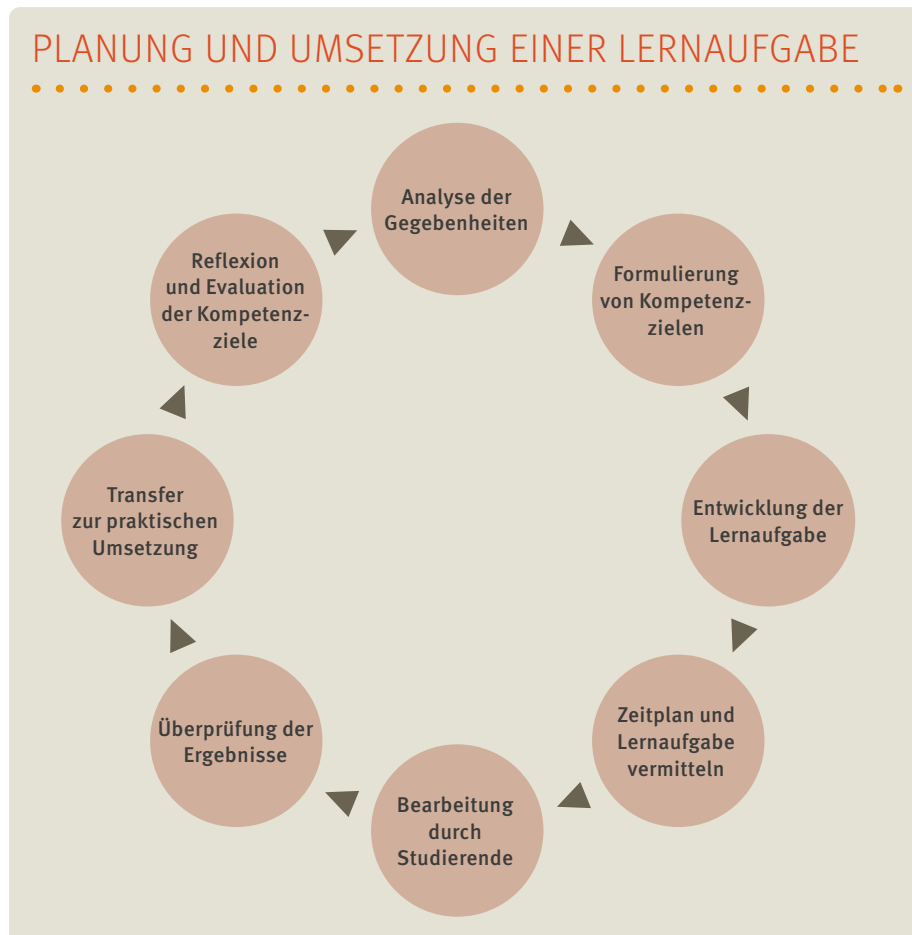 PLANUNG UND UMSETZUNG EINER LERNAUFGABE
Analyse der
Gegebenheiten
Formulierung
von Kompetenz-
zielen
Entwicklung der
Lernaufgabe
Zeitplan und
Lernaufgabe
vermitteln
Bearbeitung
durch
Studierende
Überprüfung der
Ergebnisse
Transfer
zur praktischen
Umsetzung
Reflexion
und Evaluation
der Kompetenz-
ziele